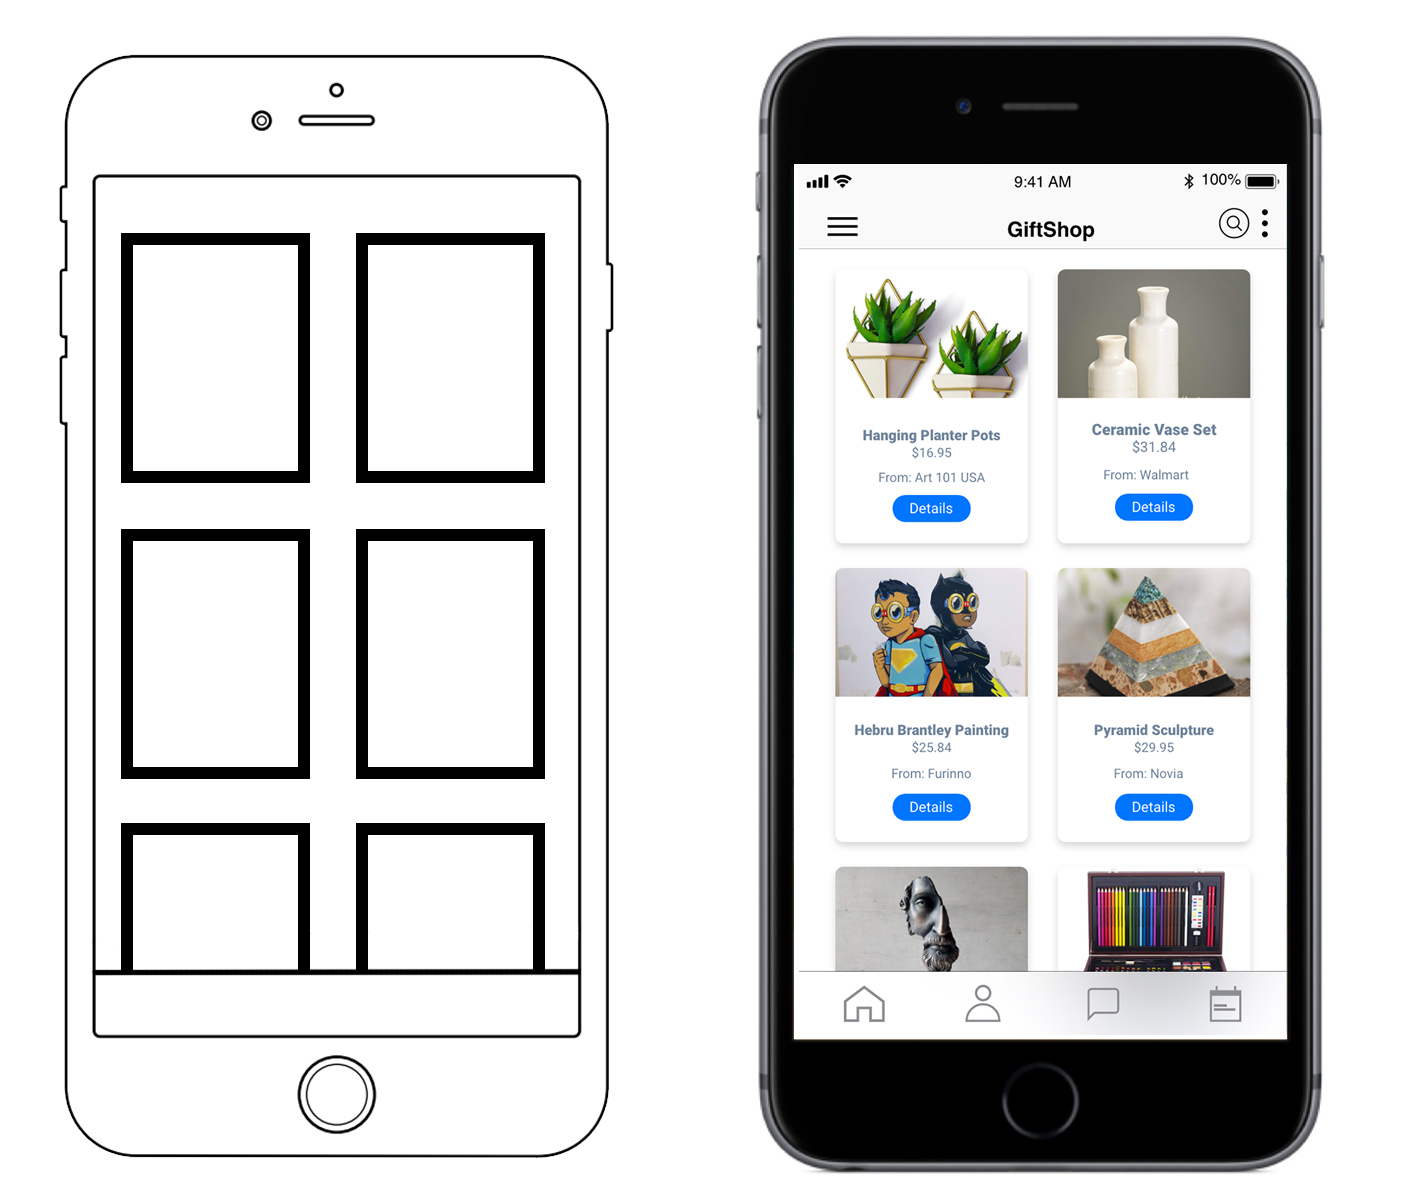 9:41 AM
100%
GiftShop
Hanging Planter Pots
$16.95
From: Art 101 USA
Details
Ceramic Vase Set
$31.84
From: Walmart
Details
Hebru Brantley Painting
$25.84
From: Furinno
Details
Pyramid Sculpture
$29.95
From: Novia
Details